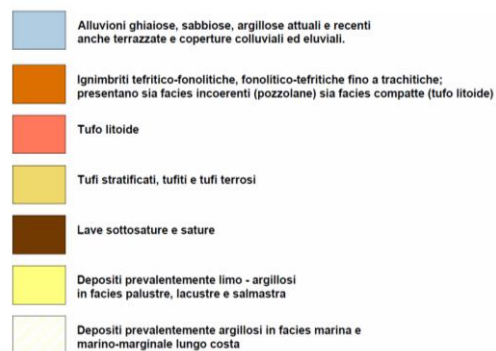 Alluvioni ghiaiose, sabbiose, argillose attuali e recenti
anche terrazzate e coperture colluviali ed eluviali.
Ignimbriti tefritico-fonolitiche, fonolitico-tefritiche fino a trachitiche;
presentano sia facies incoerenti (pozzolane) sia facies compatte (tufo litoide)
Tufo litoide
Tufi stratificati, tufiti e tufi terrosi
Lave sottosature e sature
Depositi prevalentemente limo - argillosi
in facies palustre, lacustre e salmastra
Depositi prevalentemente argillosi in facies marina e
marino-marginale lungo costa